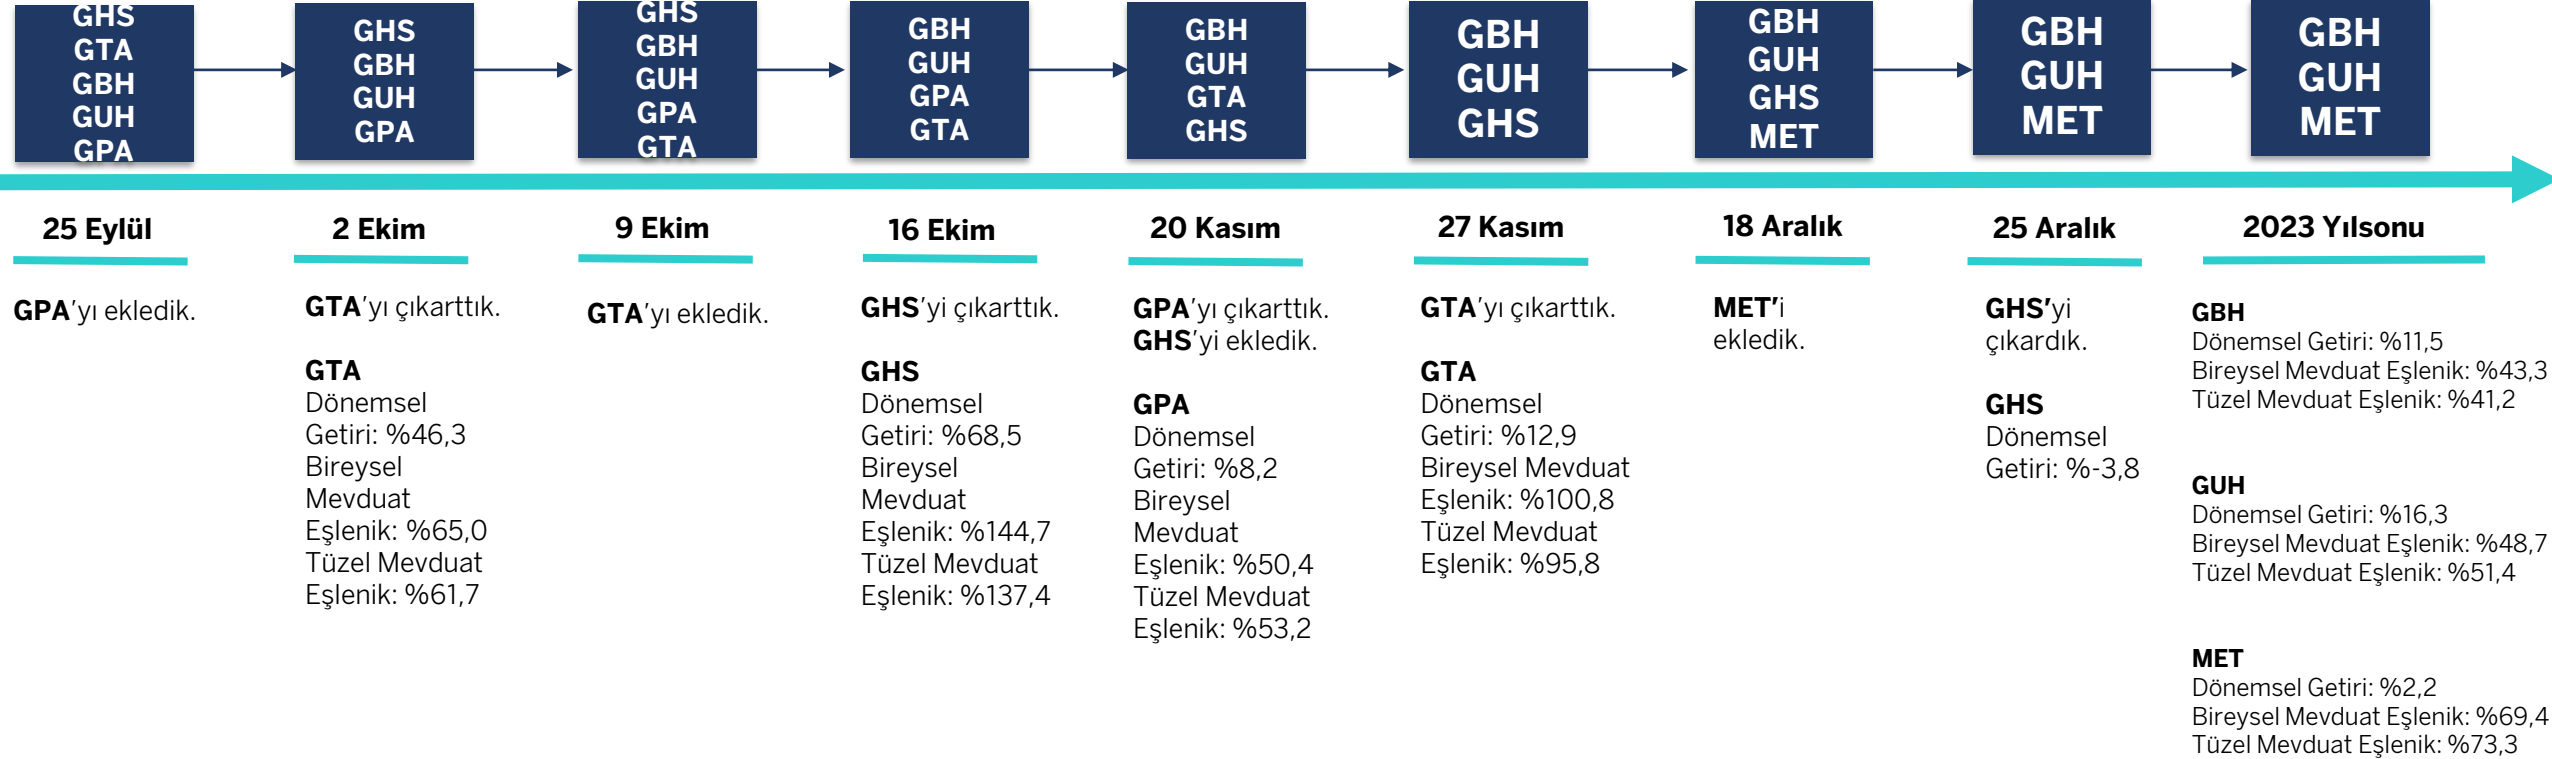 GHS
GTA
GBH
GUH
GPA
GHS
GBH
GUH
GPA
GHS
GBH
GUH
GPA
GTA
GBH
GUH
GPA
GTA
GBH
GUH
GTA
GHS
GBH
GUH
GHS
GBH
GUH
GHS
MET
GBH
GUH
MET
GBH
GUH
MET
25 Eylül
GPA'yı ekledik.
2 Ekim
GTA'yı çıkarttık.
GTA
Dönemsel
Getiri: %46,3
Bireysel
Mevduat
Eşlenik: %65,0
Tüzel Mevduat
Eşlenik: %61,7
9 Ekim
GTA'yı ekledik.
16 Ekim
GHS'yi çıkarttık.
GHS
Dönemsel
Getiri: %68,5
Bireysel
Mevduat
Eşlenik: %144,7
Tüzel Mevduat
Eşlenik: %137,4
20 Kasım
GPA'yı çıkarttık.
GHS'yi ekledik.
GPA
Dönemsel
Getiri: %8,2
Bireysel
Mevduat
Eşlenik: %50,4
Tüzel Mevduat
Eşlenik: %53,2
27 Kasım
GTA'yı çıkarttık.
GTA
Dönemsel
Getiri: %12,9
Bireysel Mevduat
Eşlenik: %100,8
Tüzel Mevduat
Eşlenik: %95,8
18 Aralık
MET'i
ekledik.
25 Aralık
GHS'yi
çıkardık.
GHS
Dönemsel
Getiri: %-3,8
2023 Yılsonu
GBH
Dönemsel Getiri: %11,5
Bireysel Mevduat Eşlenik: %43,3
Tüzel Mevduat Eşlenik: %41,2
GUH
Dönemsel Getiri: %16,3
Bireysel Mevduat Eşlenik: %48,7
Tüzel Mevduat Eşlenik: %51,4
MET
Dönemsel Getiri: %2,2
Bireysel Mevduat Eşlenik: %69,4
Tüzel Mevduat Eşlenik: %73,3